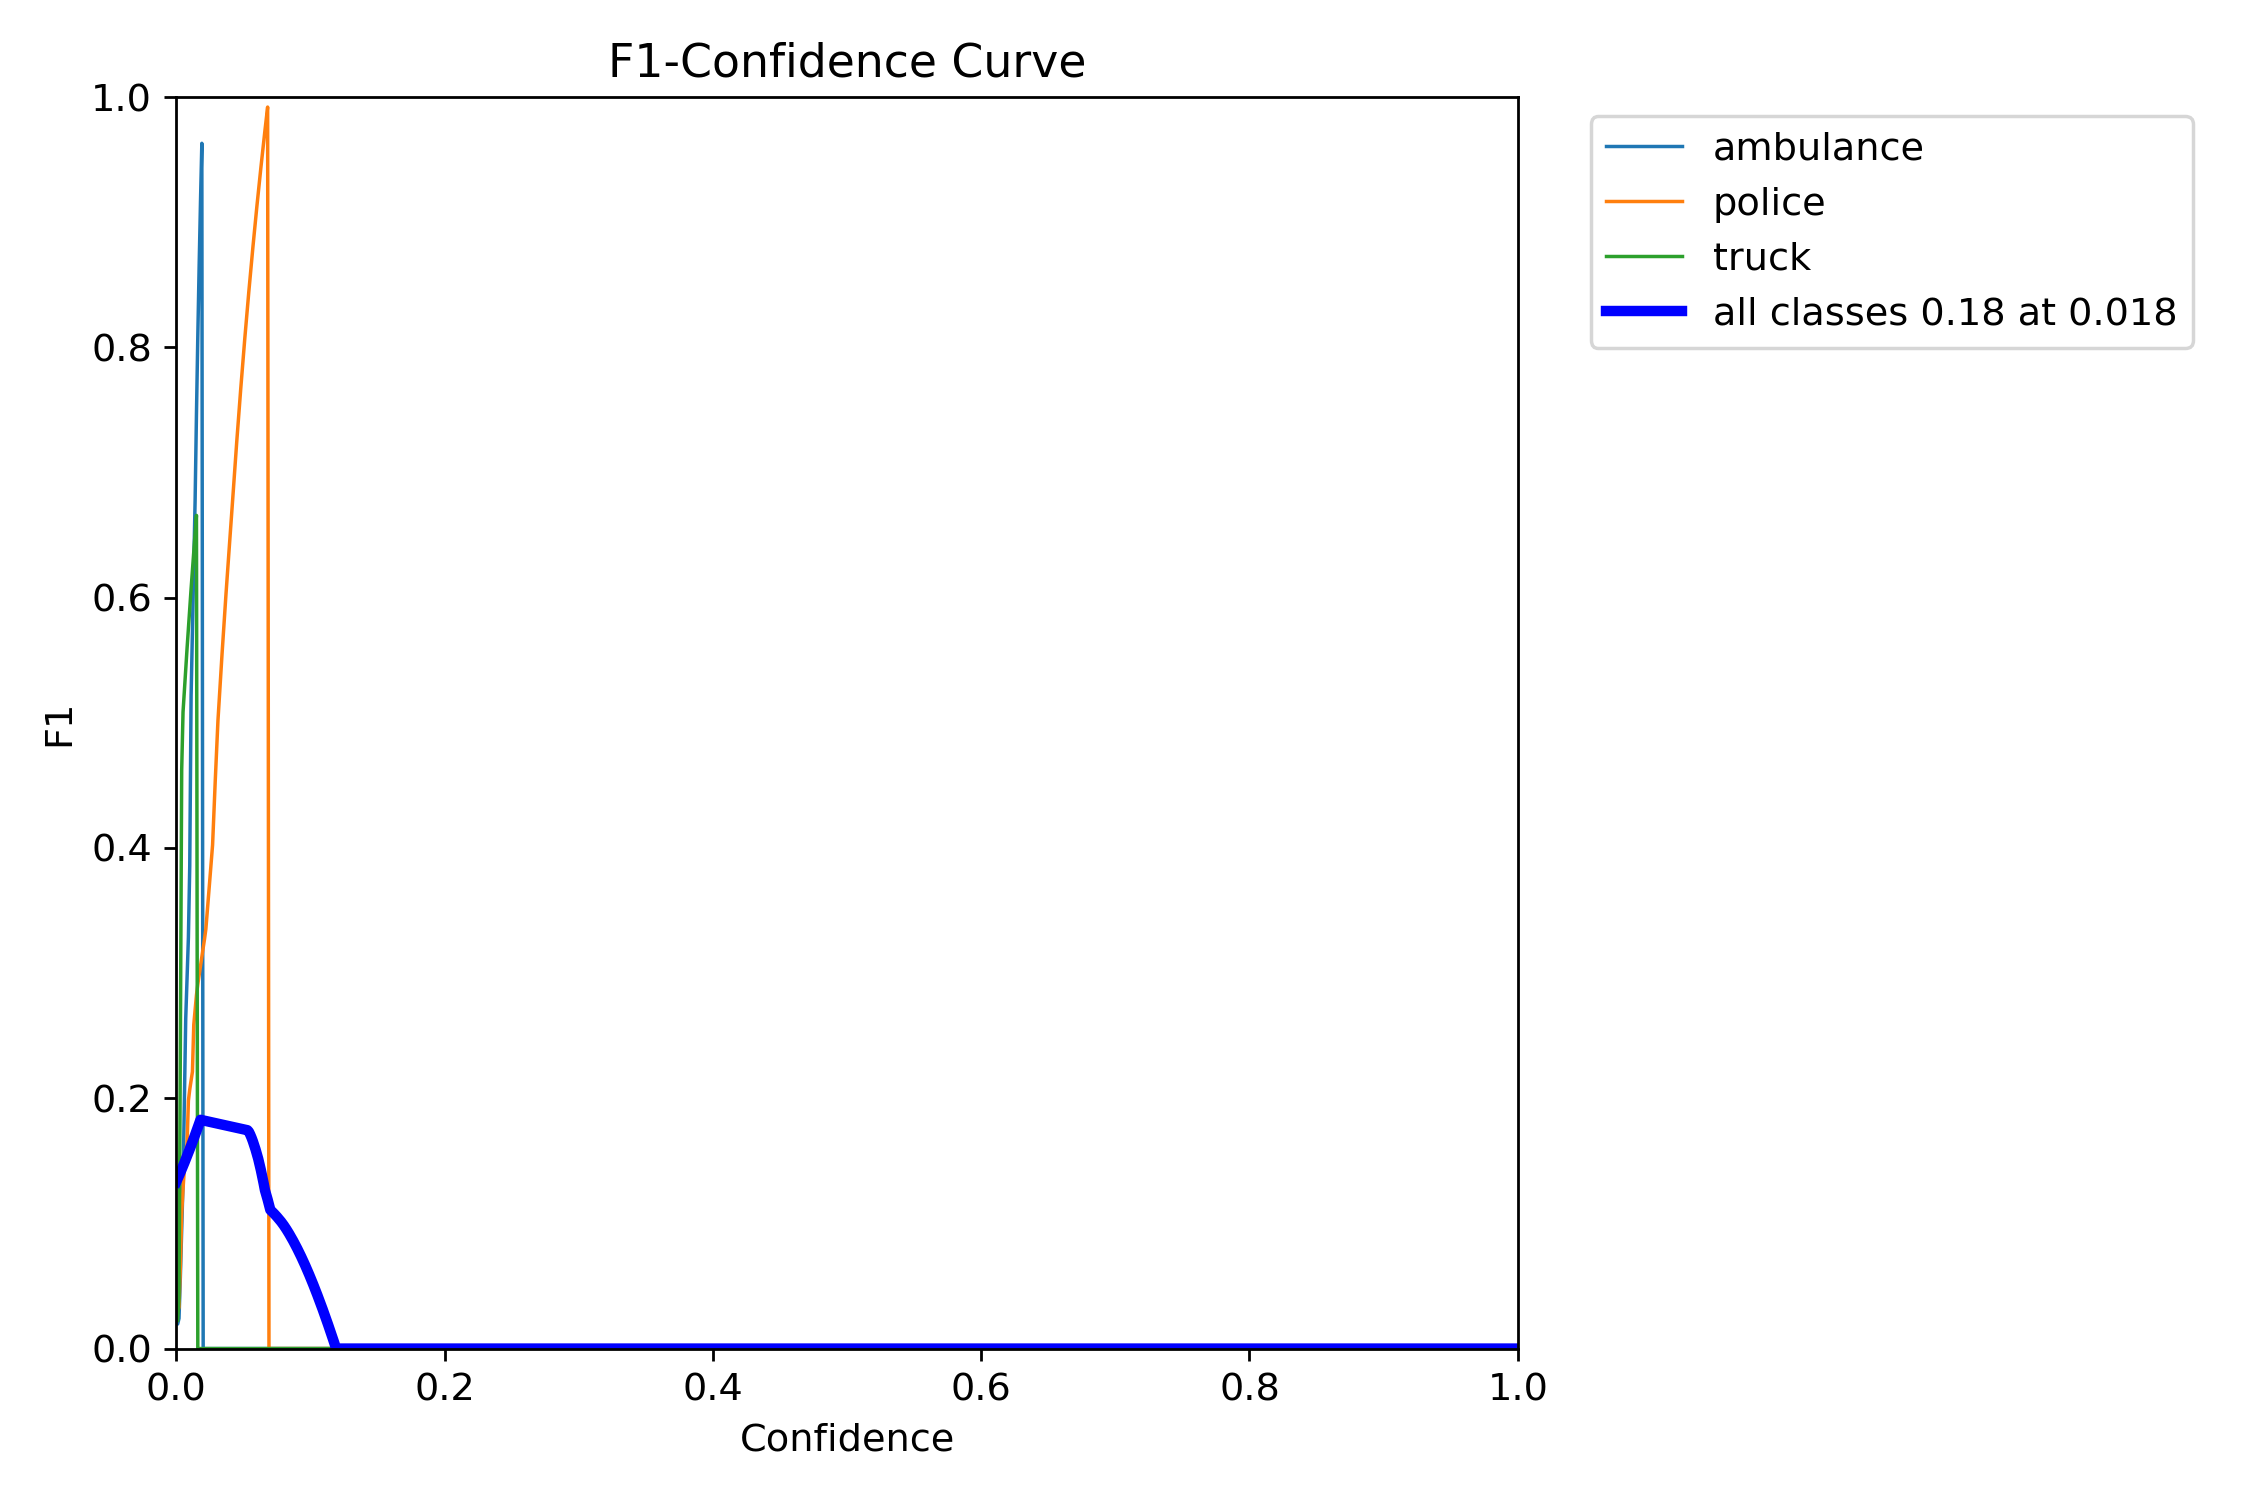 F1-Confidence Curve
1.0
0.8
0.6
0.4
0.2
0.0
F1
0.0 0.2 0.4 0.6 0.8 1.0
Confidence
ambulance
police
truck
all classes 0.18 at 0.018